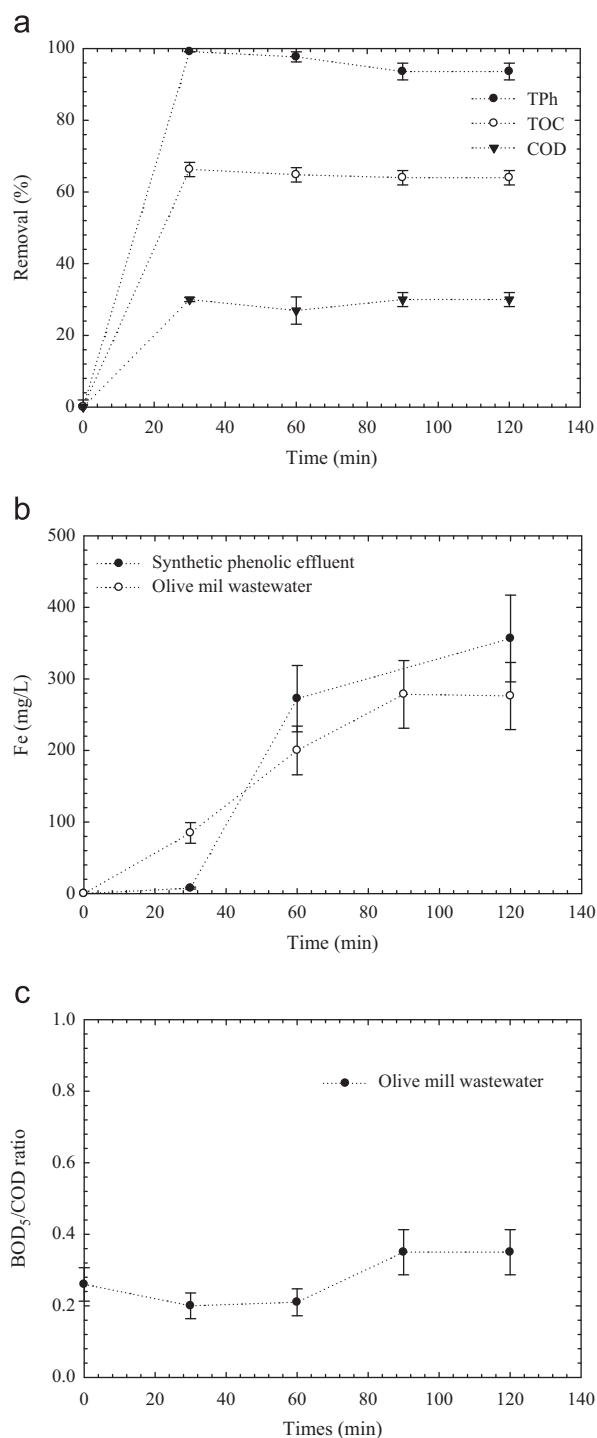 a
100
80
60
40
20
0
Removal (%)
TPh
TOC
COD
0 20 40 60 80 100 120 140
Time (min)
b
500
400
300
200
100
0
Fe (mg/L)
Synthetic phenolic effluent
Olive mil wastewater
0 20 40 60 80 100 120 140
Time (min)
c
1.0
0.8
0.6
0.4
0.2
0.0
BOD5/COD ratio
Olive mill wastewater
0 20 40 60 80 100 120 140
Times (min)